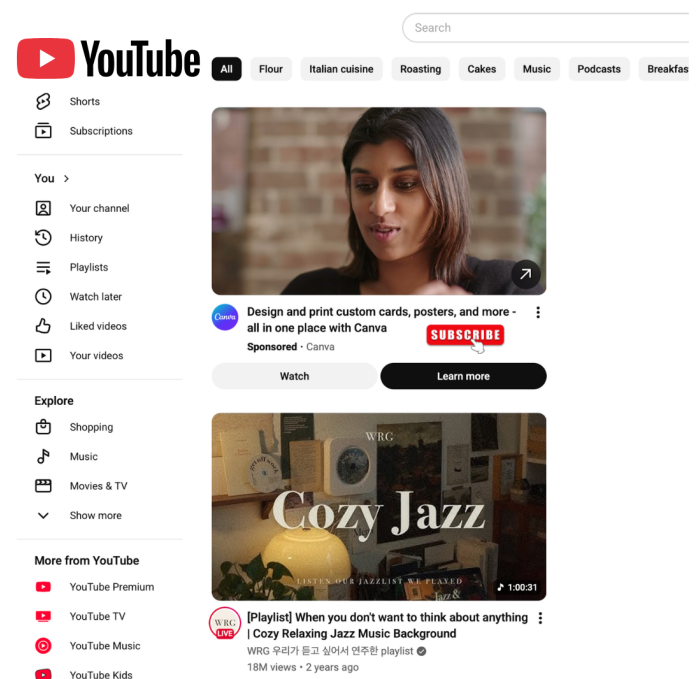 Search
YouTube
All
Flour
Italian cuisine
Roasting
Cakes
Music
Podcasts
Breakfas
Shorts
Subscriptions
You
Your channel
History
Playlists
Watch later
Liked videos
Your videos
Explore
Shopping
Music
Movies & TV
Show more
More from YouTube
YouTube Premium
YouTube TV
YouTube Music
YouTube Kids
Canva
Design and print custom cards, posters, and more -
all in one place with Canva
SUBSCRIBE
Sponsored • Canva
Watch
Learn more
WRG
Cozy Jazz
LISTEN OUR JAZZLIST WE PLAYED
Jazz &
1:00:31
WRG
LIVE
[Playlist] When you don't want to think about anything
| Cozy Relaxing Jazz Music Background
WRG 우리가 듣고 싶어서 연주한 playlist
18M views • 2 years ago